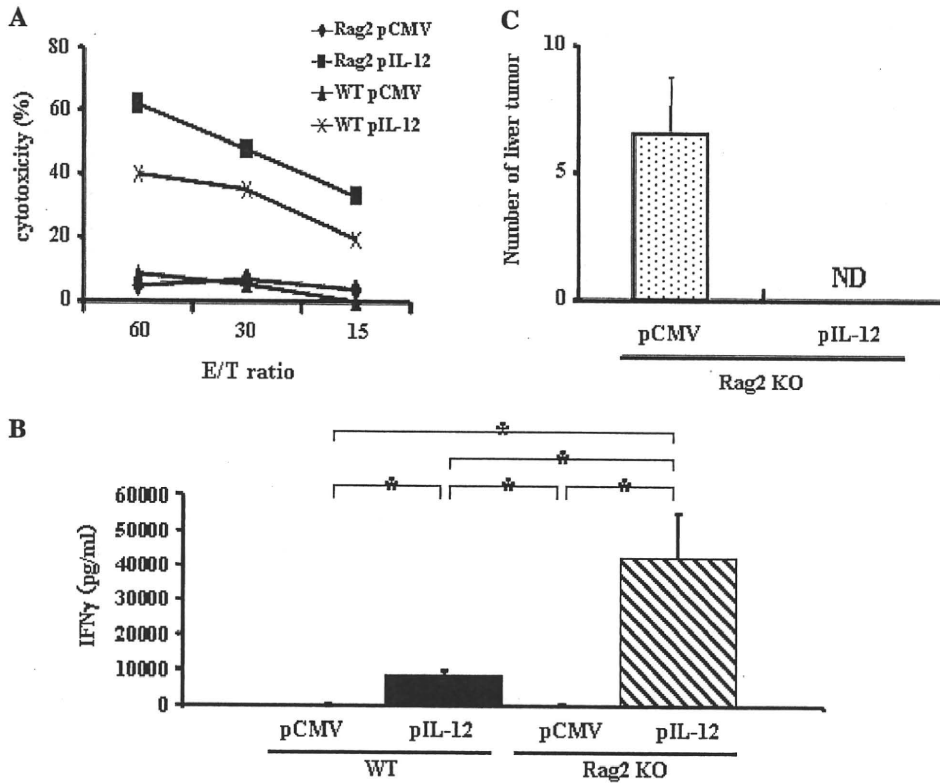 A
80
60
40
20
0
cytotoxicity (%)
60 30 15
E/T ratio
Rag2 pCMV
Rag2 pIL-12
WT pCMV
WT pIL-12
C
10
5
0
Number of liver tumor
ND
pCMV pIL-12
Rag2 KO
B
*
*
* * *
60000
50000
40000
30000
20000
10000
0
IFNγ (pg/ml)
pCMV pIL-12 pCMV pIL-12
WT Rag2 KO